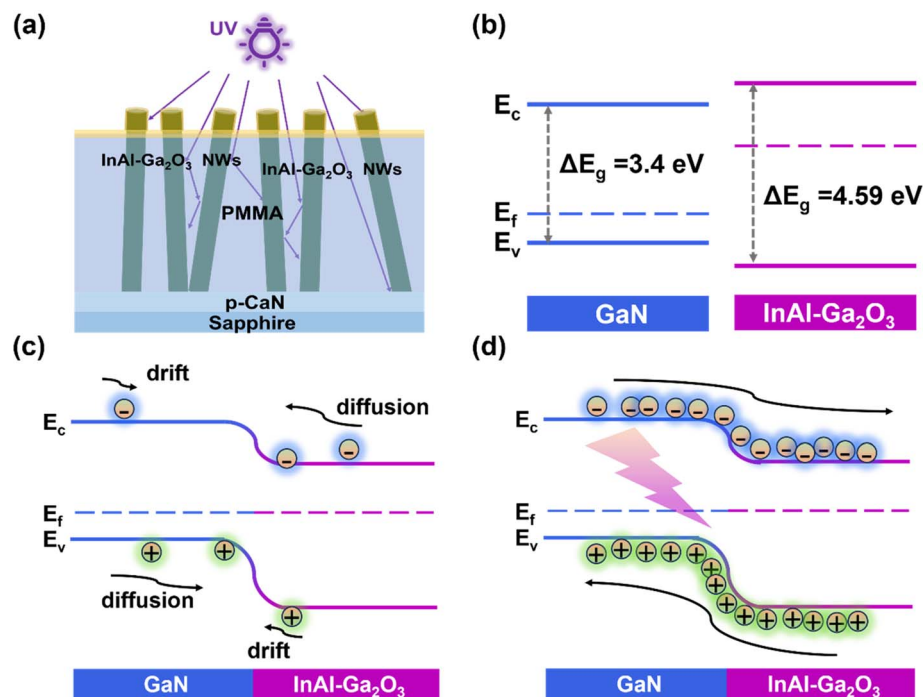 (a)
UV
InAl-Ga₂O₃ NWs
InAl-Ga₂O₃ NWs
PMMA
p-CaN
Sapphire
(b)
Ec
ΔEg =3.4 eV
Ef
Ev
ΔEg =4.59 eV
GaN
InAl-Ga₂O₃
(c)
drift
diffusion
Ec
Ef
Ev
diffusion
drift
GaN
InAl-Ga₂O₃
(d)
Ec
Ef
Ev
GaN
InAl-Ga₂O₃